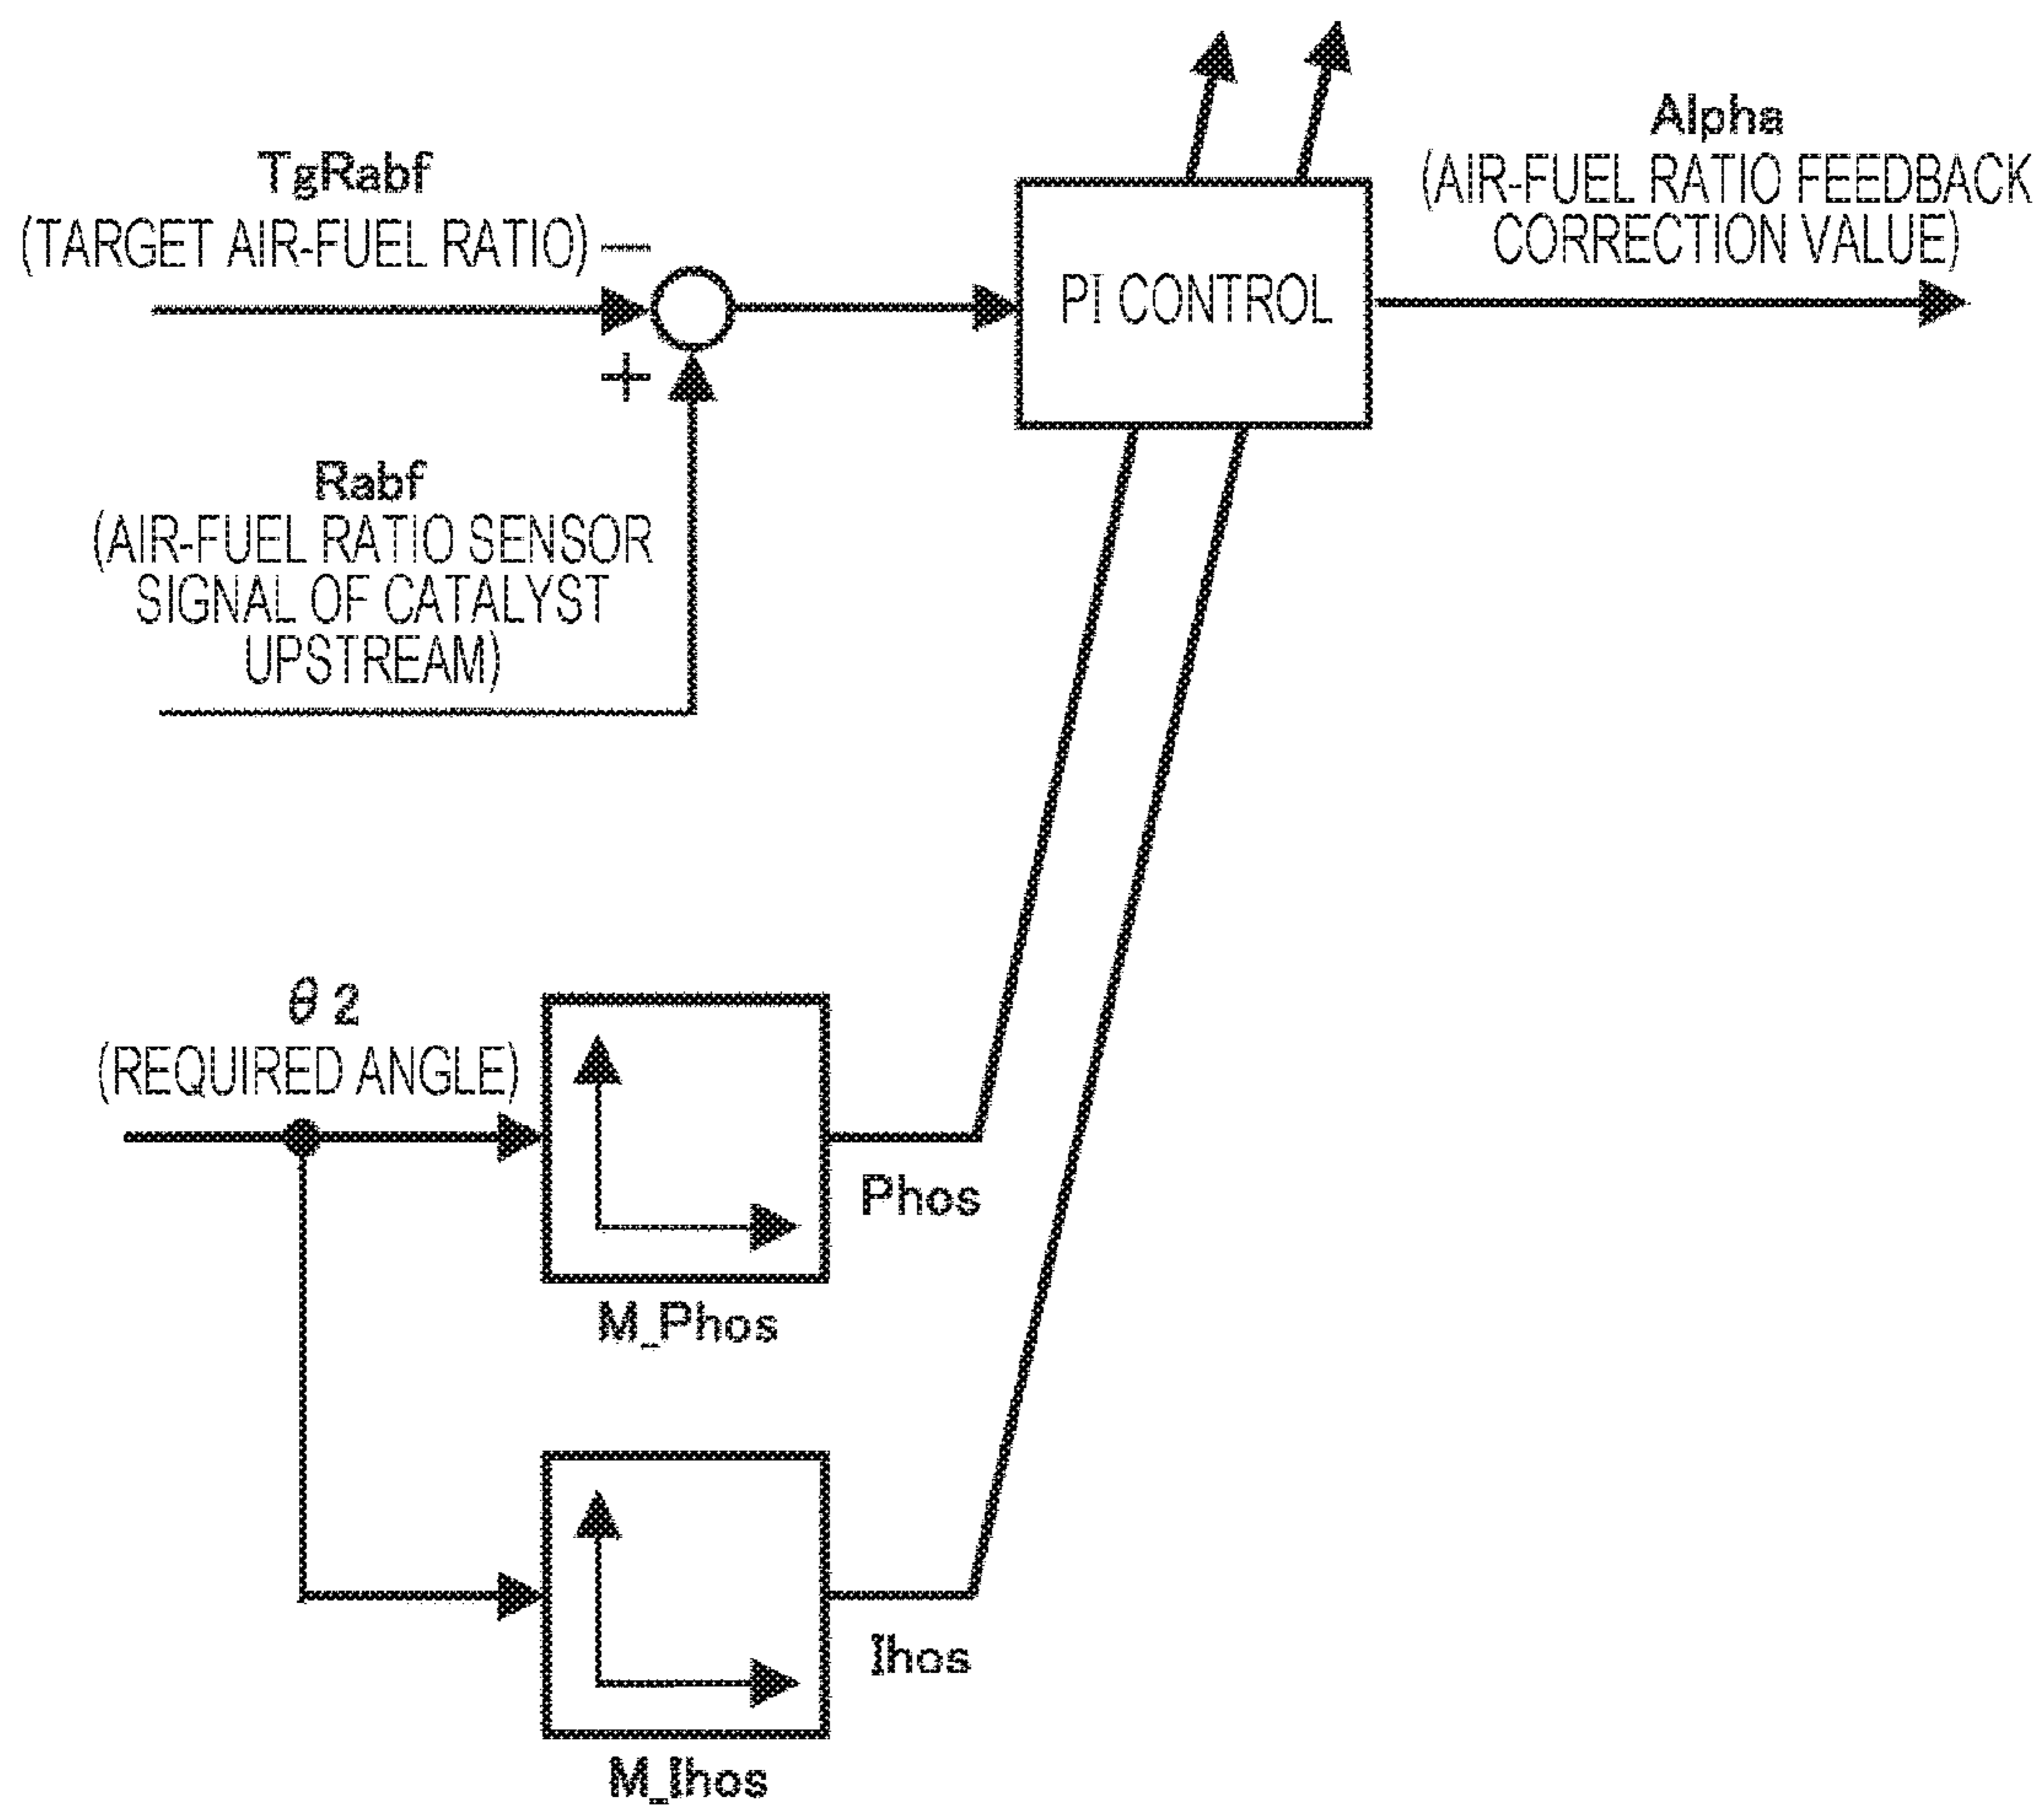 TgRabf
(TARGET AIR-FUEL RATIO)
−
+
Rabf
(AIR-FUEL RATIO SENSOR
SIGNAL OF CATALYST
UPSTREAM)
PI CONTROL
Alpha
(AIR-FUEL RATIO FEEDBACK
CORRECTION VALUE)
θ 2
(REQUIRED ANGLE)
Phos
M_Phos
Ihos
M_Ihos